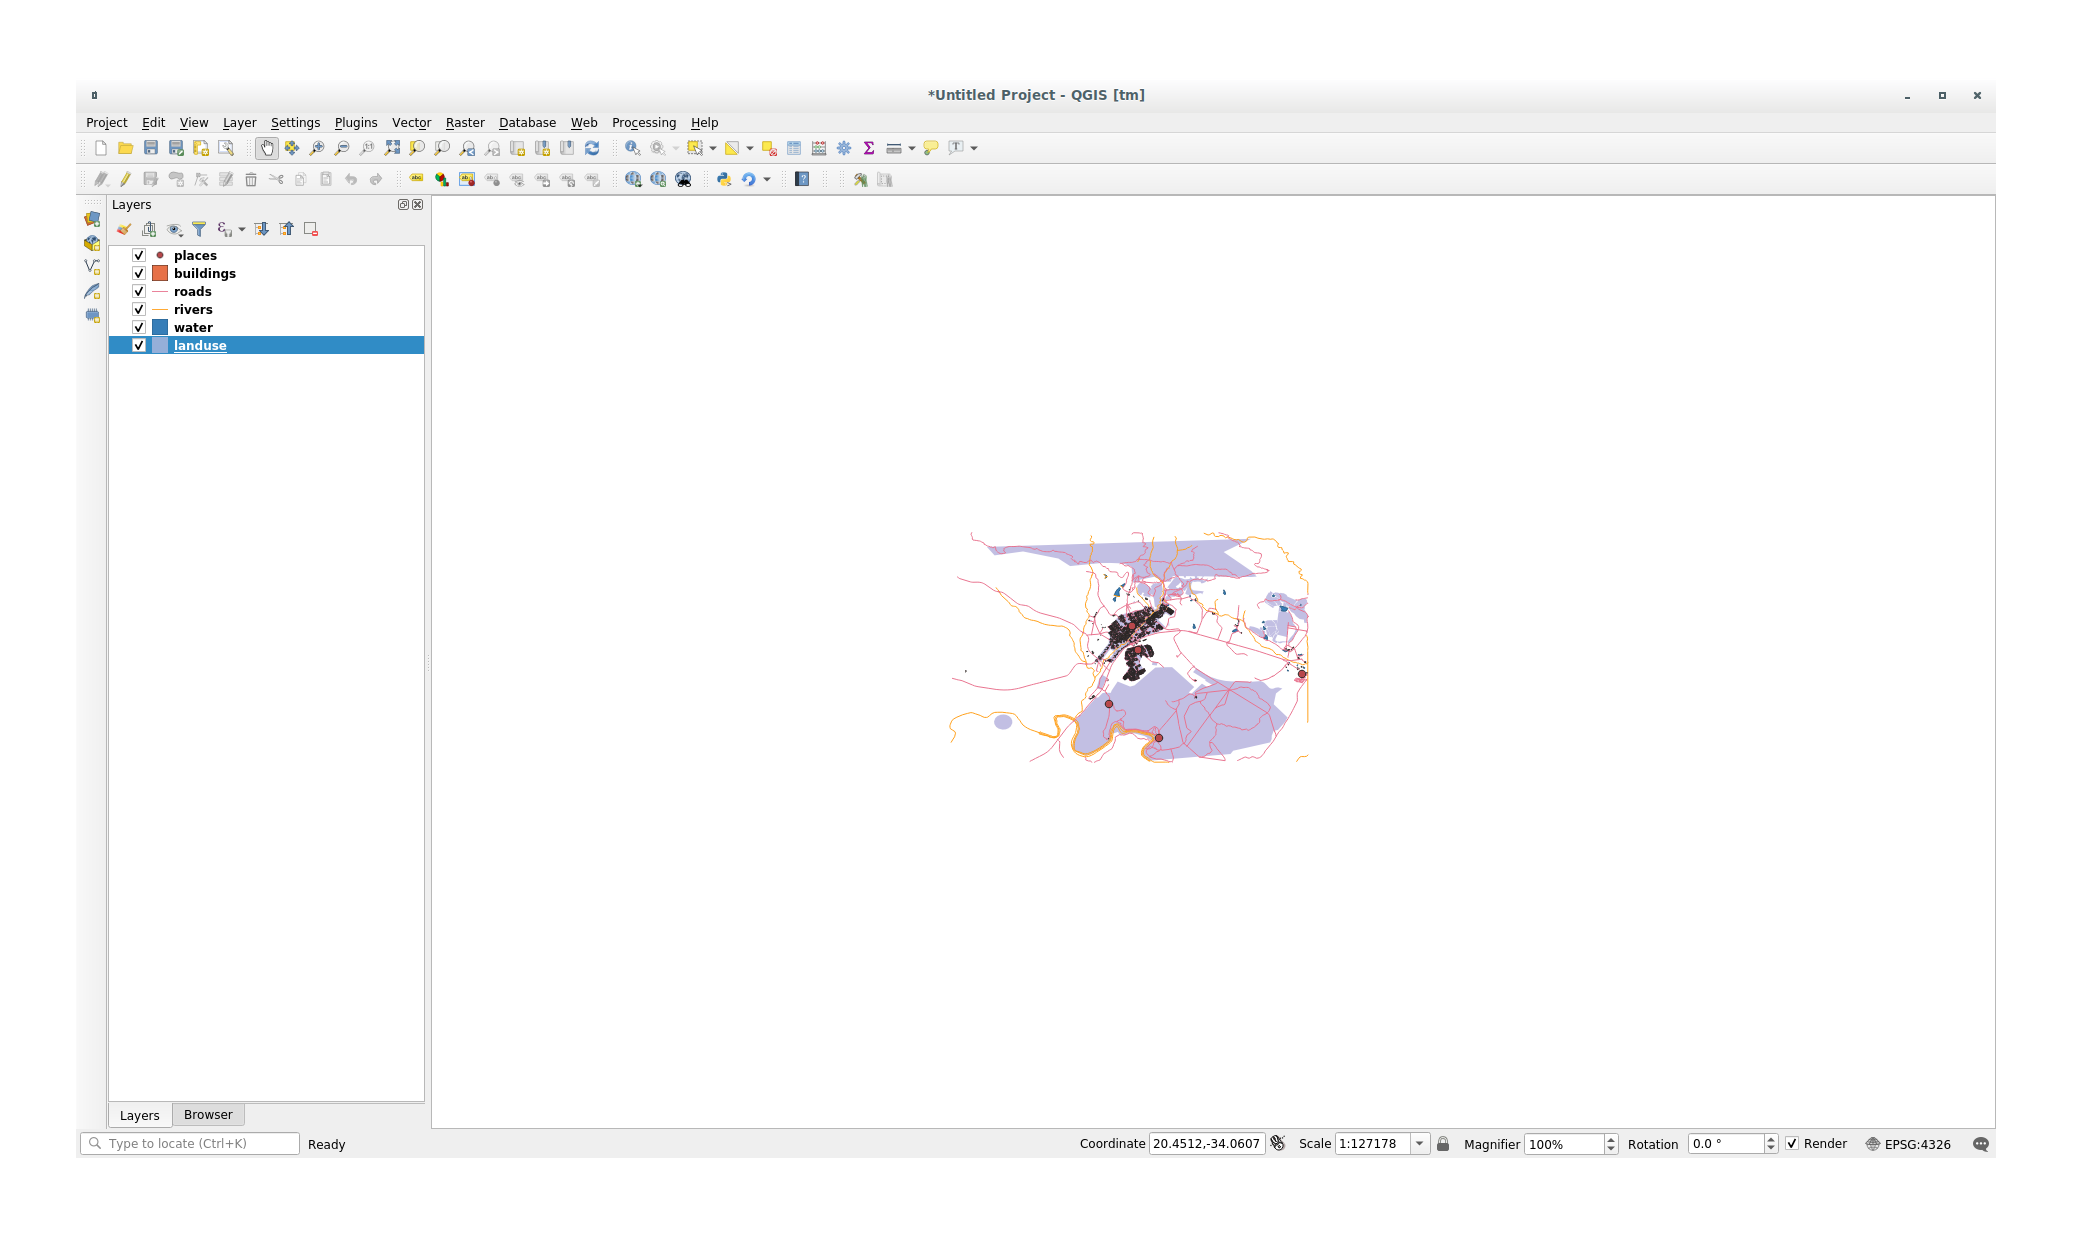 *Untitled Project - QGIS [tm]
Project Edit View Layer Settings Plugins Vector Raster Database Web Processing Help
Layers
places
buildings
roads
rivers
water
landuse
Layers Browser
Type to locate (Ctrl+K) Ready Coordinate 20.4512,-34.0607 Scale 1:127178 Magnifier 100% Rotation 0.0 ° Render EPSG:4326